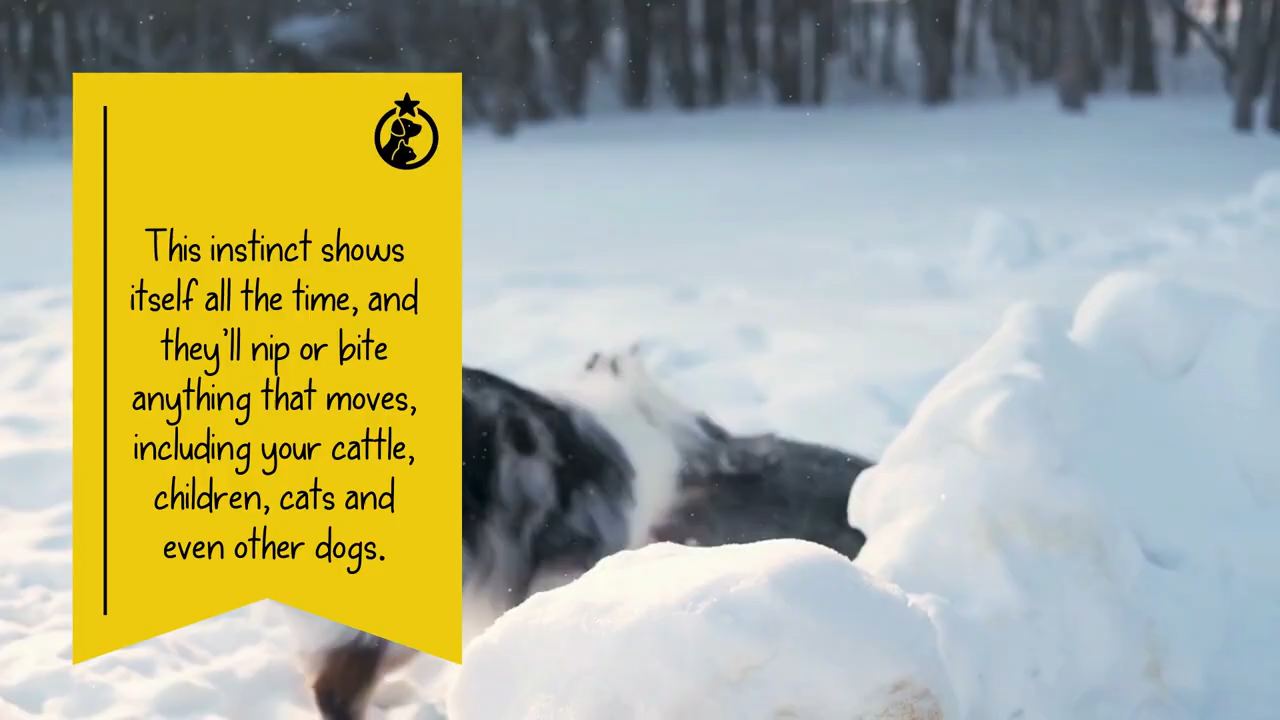 This instinct shows
itself all the time, and
they'll nip or bite
anything that moves,
including your cattle,
children, cats and
even other dogs.